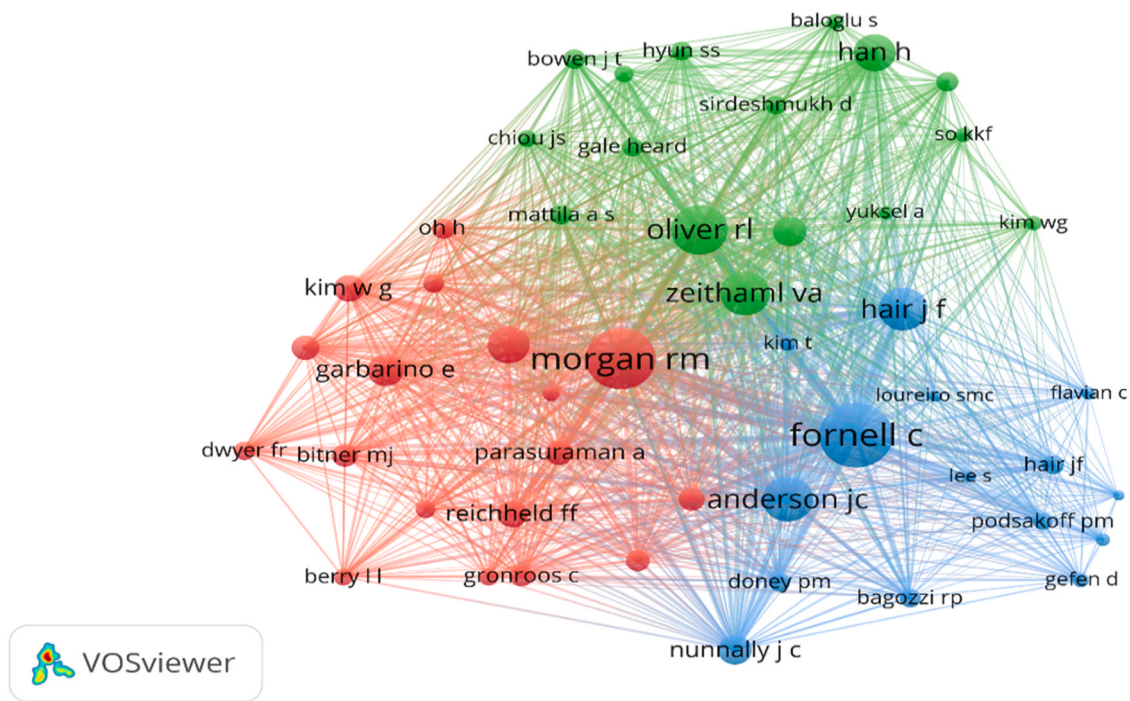 baloglu s
han h
hyun ss
bowen j t
sirdeshmukh d
so kkf
chiou js
gale heard
mattila a s
yuksel a
kim wg
oh h
oliver rl
kim w g
zeithaml va
hair j f
kim t
morgan rm
garbarino e
loureiro smc
flavian c
fornell c
dwyer fr
bitner mj
parasuraman a
hair jf
lee s
anderson jc
reichheld ff
podsakoff pm
berry l l
gronroos c
doney pm
gefen d
bagozzi rp
nunnally j c
VOSviewer